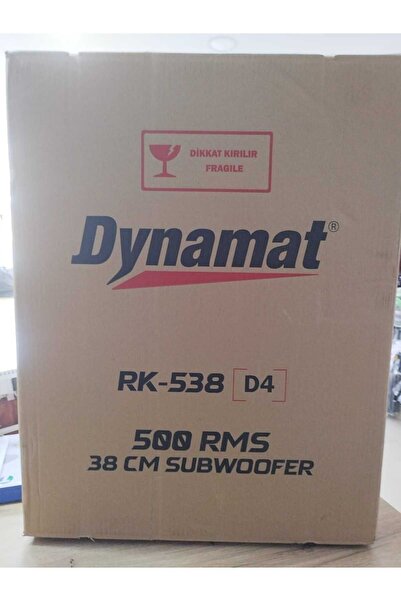 DİKKAT KIRILIR
FRAGILE
Dynamat®
RK-538 [D4]
500 RMS
38 CM SUBWOOFER